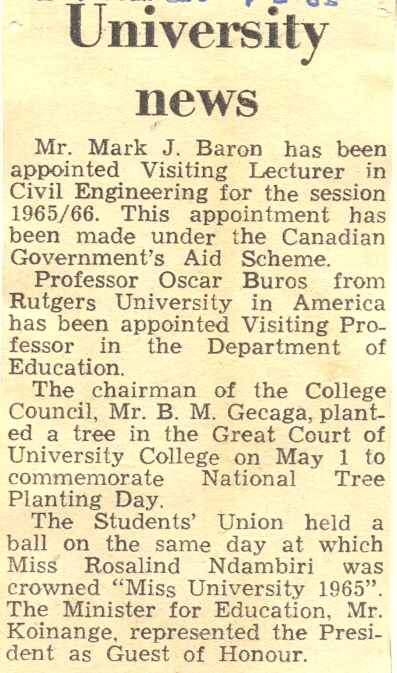 University
news
Mr. Mark J. Baron has been
appointed Visiting Lecturer in
Civil Engineering for the session
1965/66. This appointment has
been made under the Canadian
Government's Aid Scheme.
Professor Oscar Buros from
Rutgers University in America
has been appointed Visiting Pro-
fessor in the Department of
Education.
The chairman of the College
Council, Mr. B. M. Gecaga, plant-
ed a tree in the Great Court of
University College on May 1 to
commemorate National Tree
Planting Day.
The Students' Union held a
ball on the same day at which
Miss Rosalind Ndambiri was
crowned “Miss University 1965”.
The Minister for Education, Mr.
Koinange, represented the Presi-
dent as Guest of Honour.